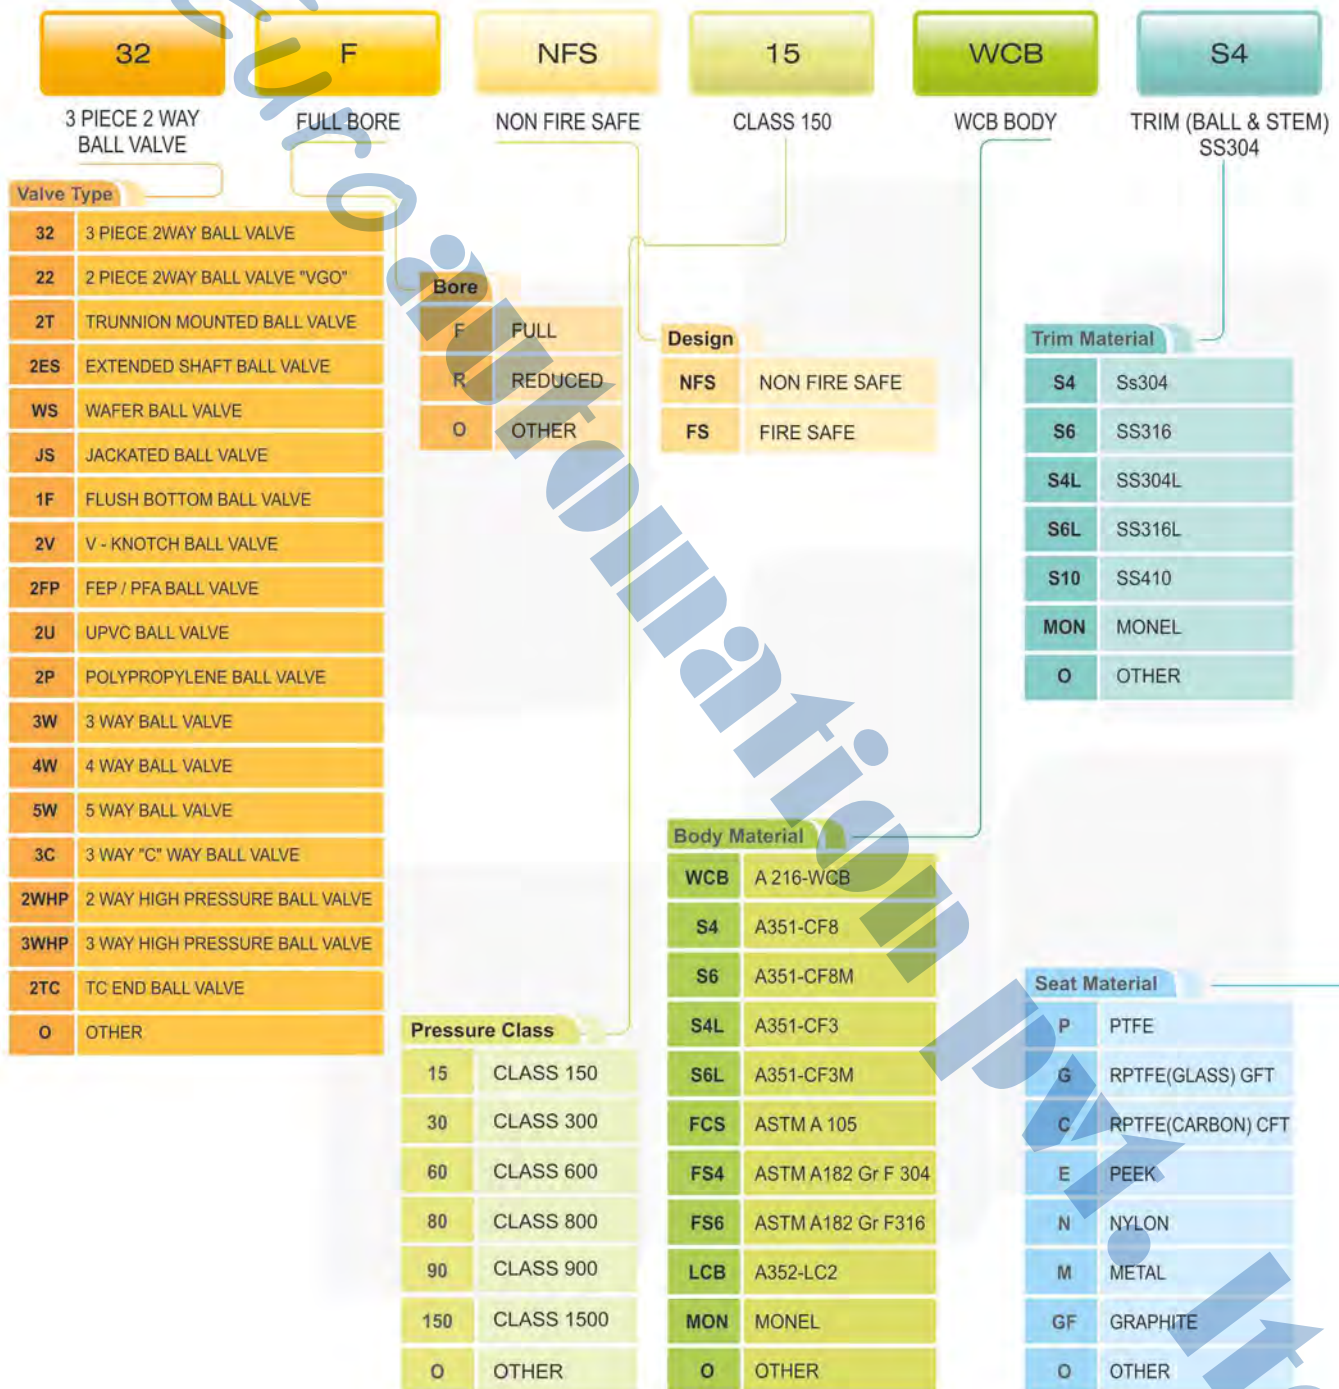 32 F NFS 15 WCB S4
3 PIECE 2 WAY
BALL VALVE
FULL BORE
NON FIRE SAFE
CLASS 150
WCB BODY
TRIM (BALL & STEM)
SS304
Valve Type
32 3 PIECE 2WAY BALL VALVE
22 2 PIECE 2WAY BALL VALVE "VGO"
2T TRUNNION MOUNTED BALL VALVE
2ES EXTENDED SHAFT BALL VALVE
WS WAFER BALL VALVE
JS JACKATED BALL VALVE
1F FLUSH BOTTOM BALL VALVE
2V V - KNOTCH BALL VALVE
2FP FEP / PFA BALL VALVE
2U UPVC BALL VALVE
2P POLYPROPYLENE BALL VALVE
3W 3 WAY BALL VALVE
4W 4 WAY BALL VALVE
5W 5 WAY BALL VALVE
3C 3 WAY "C" WAY BALL VALVE
2WHP 2 WAY HIGH PRESSURE BALL VALVE
3WHP 3 WAY HIGH PRESSURE BALL VALVE
2TC TC END BALL VALVE
O OTHER
Bore
F FULL
R REDUCED
O OTHER
Design
NFS NON FIRE SAFE
FS FIRE SAFE
Trim Material
S4 Ss304
S6 SS316
S4L SS304L
S6L SS316L
S10 SS410
MON MONEL
O OTHER
Pressure Class
15 CLASS 150
30 CLASS 300
60 CLASS 600
80 CLASS 800
90 CLASS 900
150 CLASS 1500
O OTHER
Body Material
WCB A 216-WCB
S4 A351-CF8
S6 A351-CF8M
S4L A351-CF3
S6L A351-CF3M
FCS ASTM A 105
FS4 ASTM A182 Gr F 304
FS6 ASTM A182 Gr F316
LCB A352-LC2
MON MONEL
O OTHER
Seat Material
P PTFE
G RPTFE(GLASS) GFT
C RPTFE(CARBON) CFT
E PEEK
N NYLON
M METAL
GF GRAPHITE
O OTHER
uro automation pvt. lt